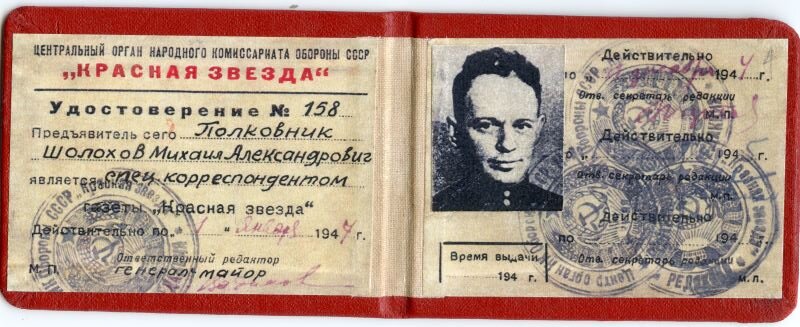 ЦЕНТРАЛЬНЫЙ ОРГАН НАРОДНОГО КОМИССАРИАТА ОБОРОНЫ СССР
„КРАСНАЯ ЗВЕЗДА“
Удостоверение № 158
Предъявитель сего Полковник
Шолохов Михаил Александрович
является спец. корреспондентом
газеты „Красная звезда“
Действительно по „1“ января 1947 г.
Ответственный редактор
М. П. генерал-майор
Действительно
по 194 г.
Отв. секретарь редакции
м.п.
Действительно
по 194 г.
Отв. секретарь редакции
м.п.
Действительно
по 194 г.
Отв. секретарь редакции
м.п.
Время выдачи
194 г.